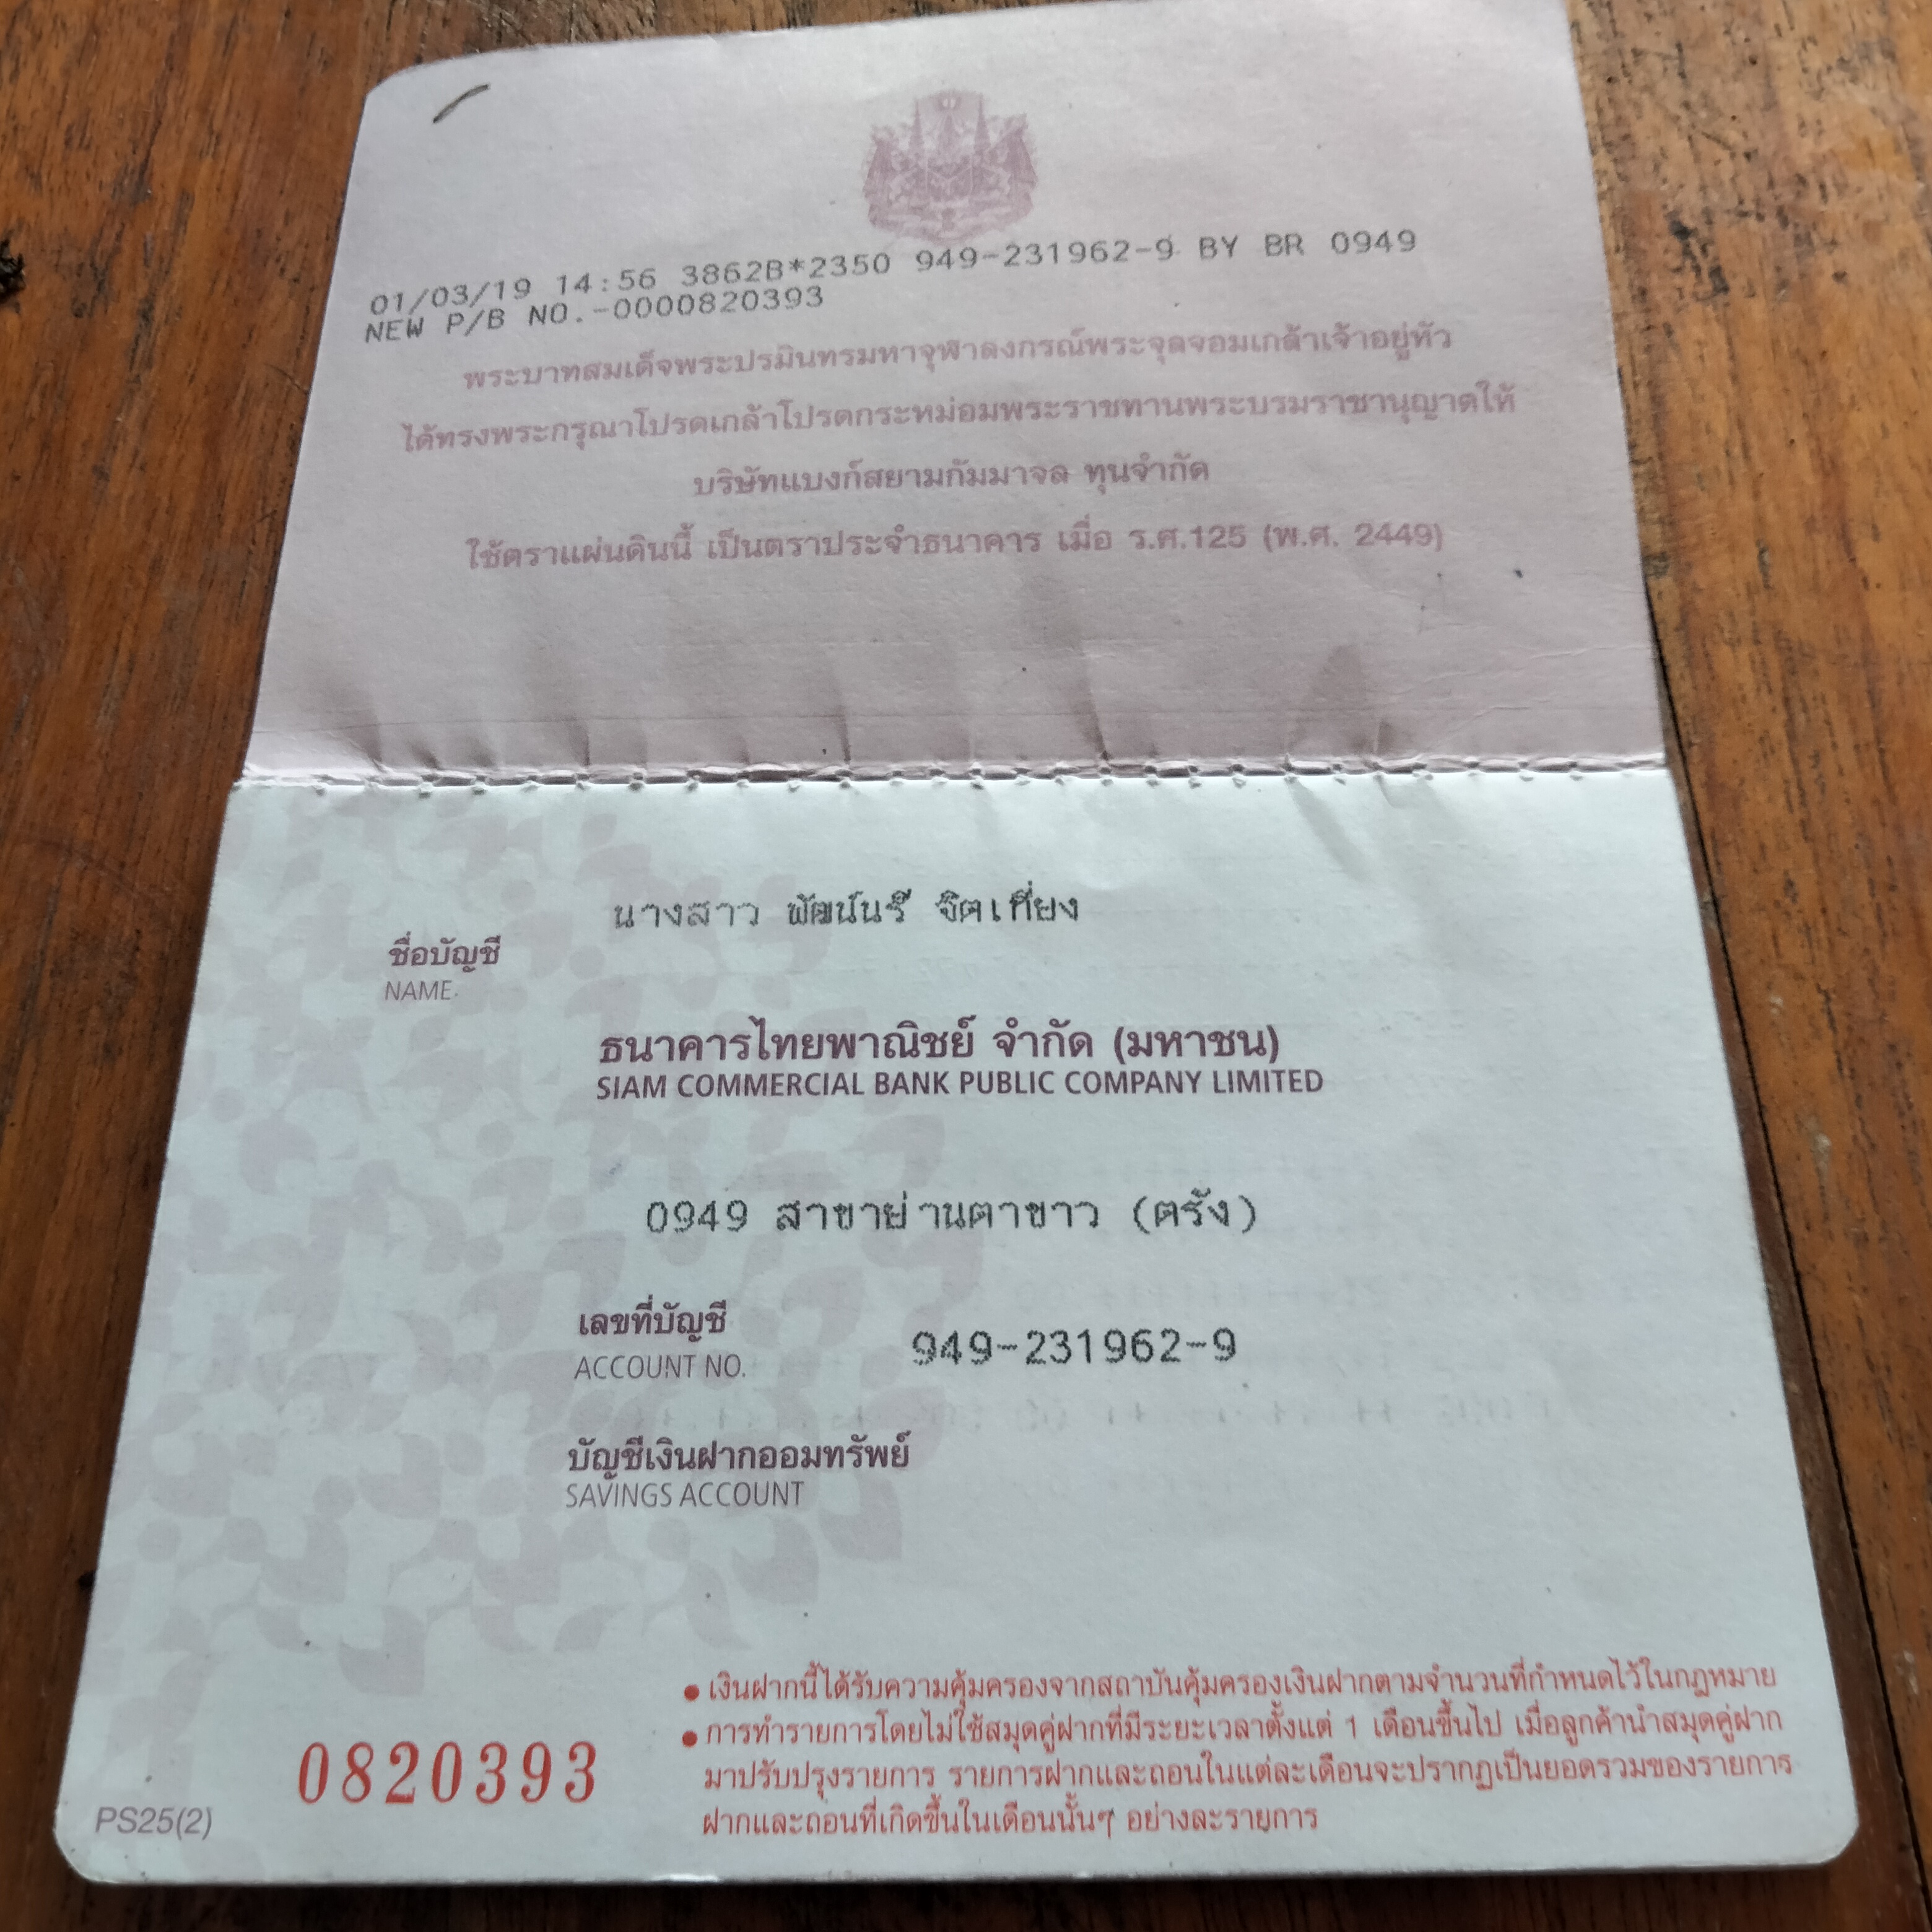 01/03/19 14:56 3862B*2350 949-231962-9 BY BR 0949
NEW P/B NO.-0000820393
พระบาทสมเด็จพระปรมินทรมหาจุฬาลงกรณ์พระจุลจอมเกล้าเจ้าอยู่หัว
ได้ทรงพระกรุณาโปรดเกล้าโปรดกระหม่อมพระราชทานพระบรมราชานุญาตให้
บริษัทแบงก์สยามกัมมาจล ทุนจำกัด
ใช้ตราแผ่นดินนี้ เป็นตราประจำธนาคาร เมื่อ ร.ศ.125 (พ.ศ. 2449)
นางสาว พัฒน์นรี จิตเที่ยง
ชื่อบัญชี
NAME
ธนาคารไทยพาณิชย์ จำกัด (มหาชน)
SIAM COMMERCIAL BANK PUBLIC COMPANY LIMITED
0949 สาขาย่านตาขาว (ตรัง)
เลขที่บัญชี
ACCOUNT NO. 949-231962-9
บัญชีเงินฝากออมทรัพย์
SAVINGS ACCOUNT
• เงินฝากนี้ได้รับความคุ้มครองจากสถาบันคุ้มครองเงินฝากตามจำนวนที่กำหนดไว้ในกฎหมาย
• การทำรายการโดยไม่ใช้สมุดคู่ฝากที่มีระยะเวลาตั้งแต่ 1 เดือนขึ้นไป เมื่อลูกค้านำสมุดคู่ฝาก
มาปรับปรุงรายการ รายการฝากและถอนในแต่ละเดือนจะปรากฏเป็นยอดรวมของรายการ
ฝากและถอนที่เกิดขึ้นในเดือนนั้นๆ อย่างละรายการ
0820393
PS25(2)